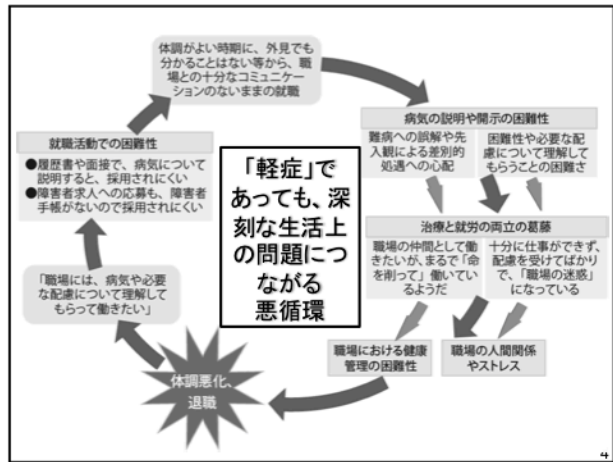 体調がよい時期に、外見でも
分かることはない等から、職
場との十分なコミュニケー
ションのないままの就職
病気の説明や開示の困難性
難病への誤解や先
入観による差別的
処遇への心配
困難性や必要な配
慮について理解して
もらうことの困難さ
治療と就労の両立の葛藤
職場の仲間として働
きたいが、まるで「命
を削って」働いてい
るようだ
十分に仕事ができず、
配慮を受けてばかり
で、「職場の迷惑」
になっている
職場における健康
管理の困難性
職場の人間関係
やストレス
体調悪化、
退職
「職場には、病気や必要
な配慮について理解して
もらって働きたい」
就職活動での困難性
●履歴書や面接で、病気について
説明すると、採用されにくい
●障害者求人への応募も、障害者
手帳がないので採用されにくい
「軽症」で
あっても、深
刻な生活上
の問題につ
ながる
悪循環
4